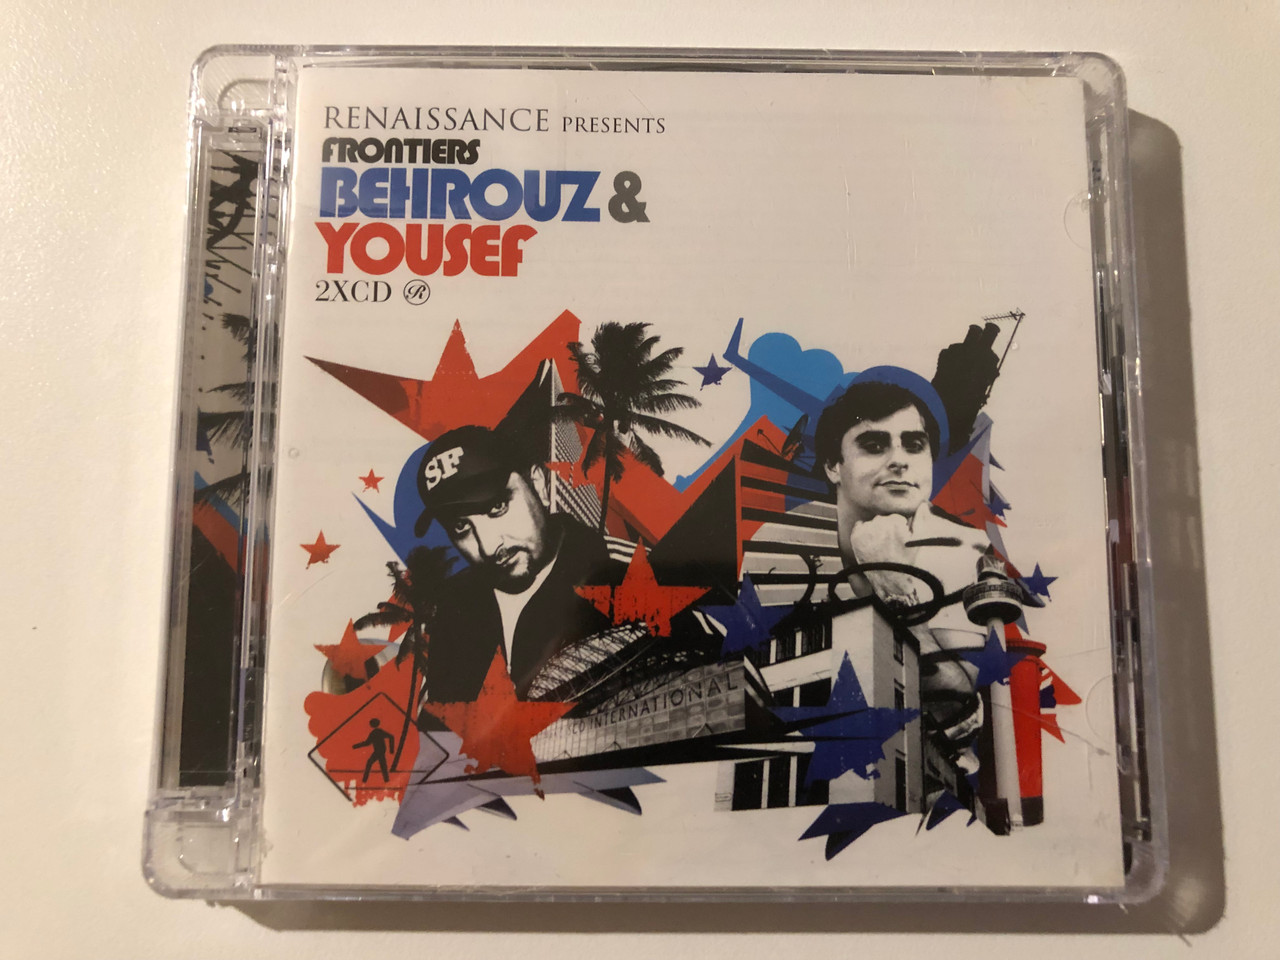 RENAISSANCE PRESENTS
FRONTIERS
BEHROUZ &
YOUSEF
2XCD R
SF
INTERNATIONAL